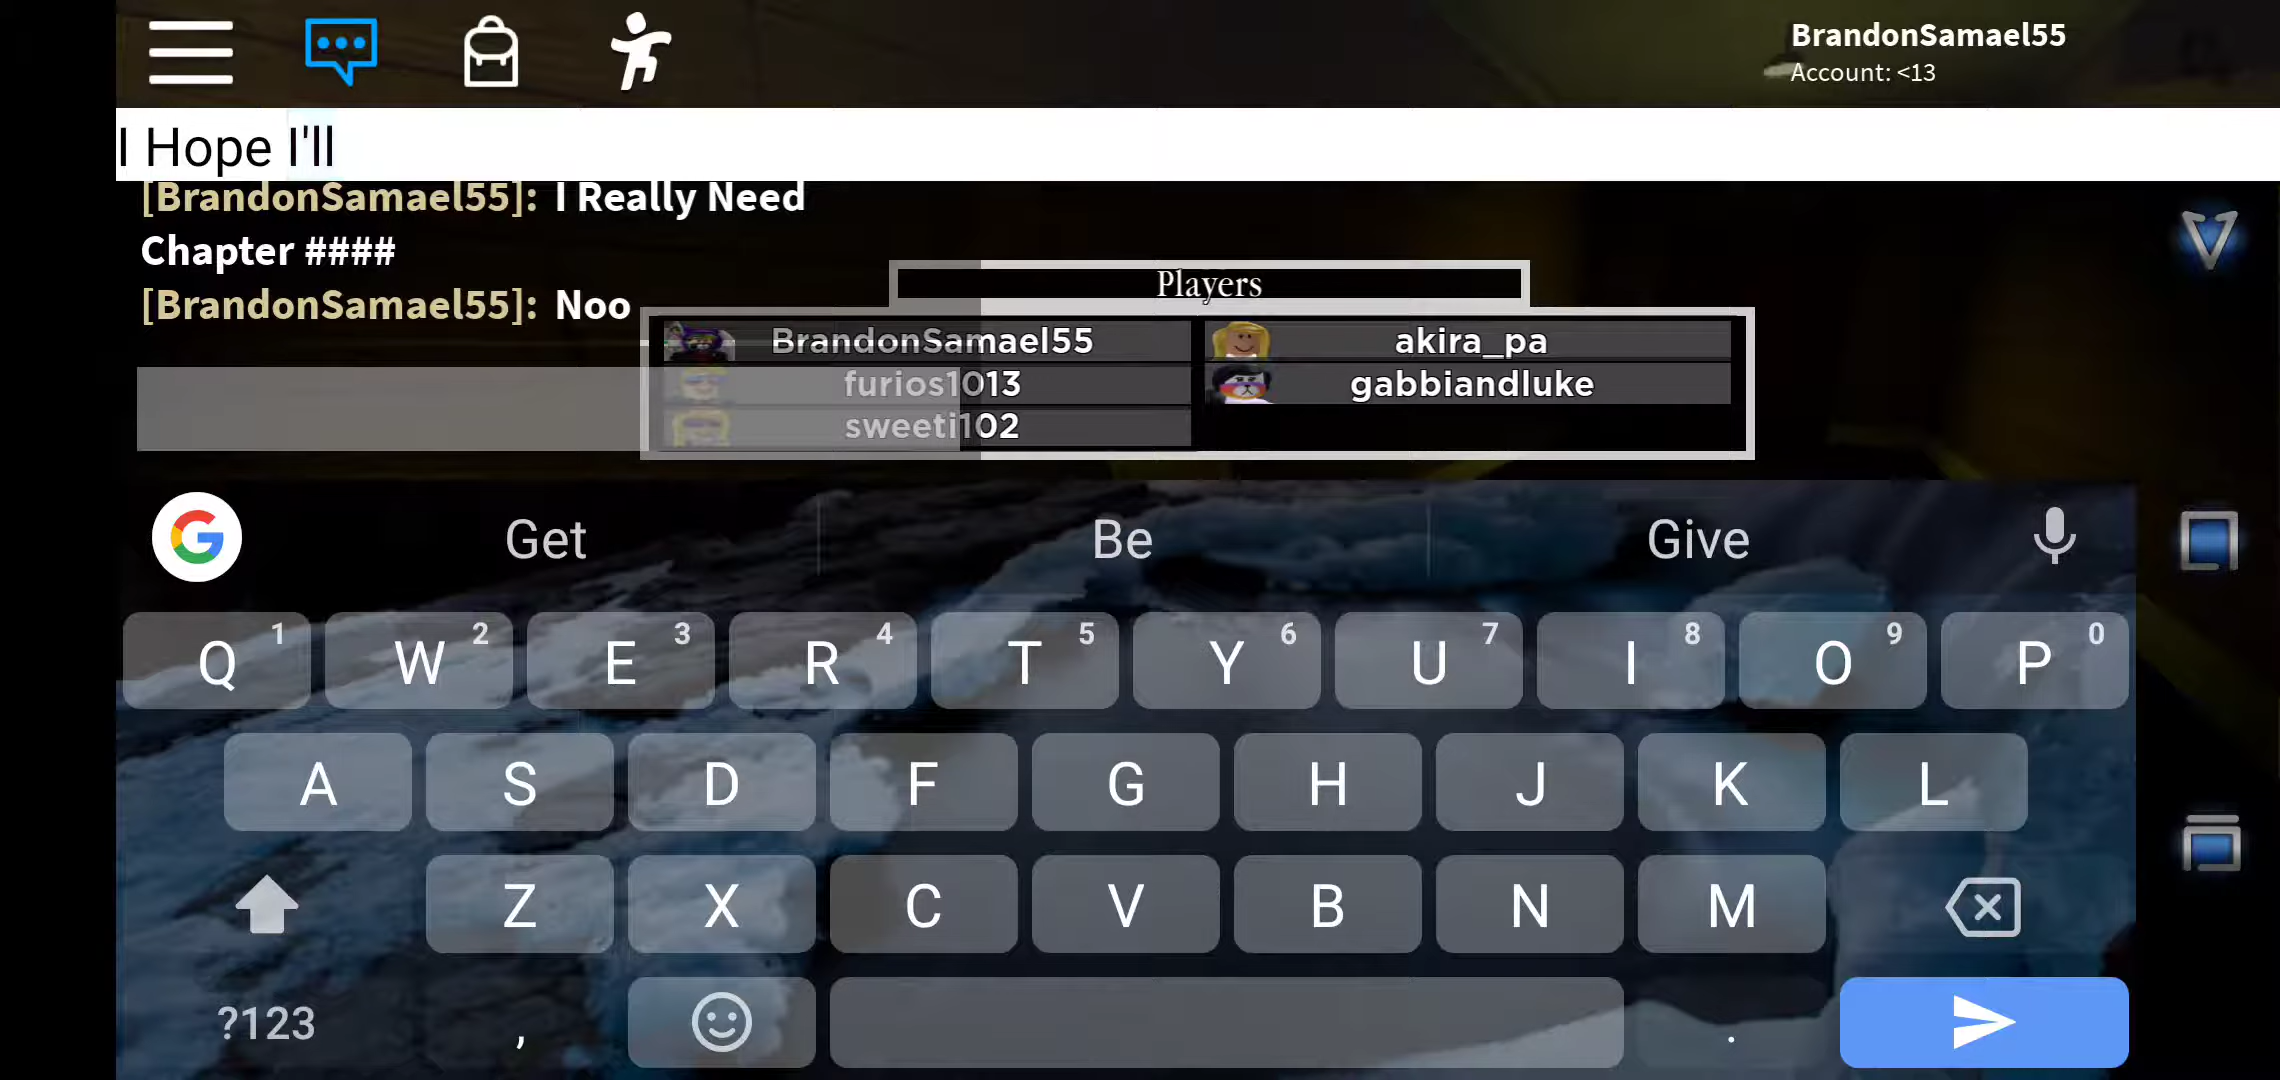 BrandonSamael55
Account: <13
I Hope I'll
[BrandonSamael55]: I Really Need
Chapter ####
[BrandonSamael55]: Noo
Players
BrandonSamael55 akira_pa
furios1013 gabbiandluke
sweeti102
G Get Be Give
Q 1 W 2 E 3 R 4 T 5 Y 6 U 7 I 8 O 9 P 0
A S D F G H J K L
Z X C V B N M
?123 , .